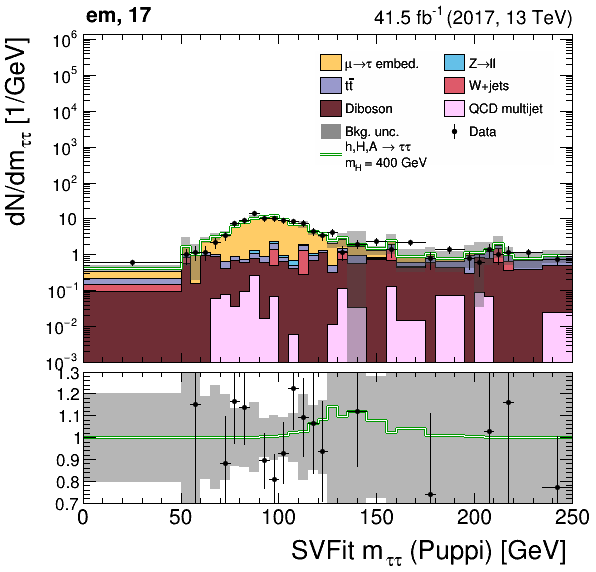 em, 17
41.5 fb⁻¹ (2017, 13 TeV)
dN/dm_ττ [1/GeV]
10⁶
10⁵
10⁴
10³
10²
10
1
10⁻¹
10⁻²
10⁻³
μ→τ embed.
Z→ll
tt̄
W+jets
Diboson
QCD multijet
Bkg. unc.
Data
h,H,A → ττ
m_H = 400 GeV
1.3
1.2
1.1
1
0.9
0.8
0.7
0 50 100 150 200 250
SVFit m_ττ (Puppi) [GeV]